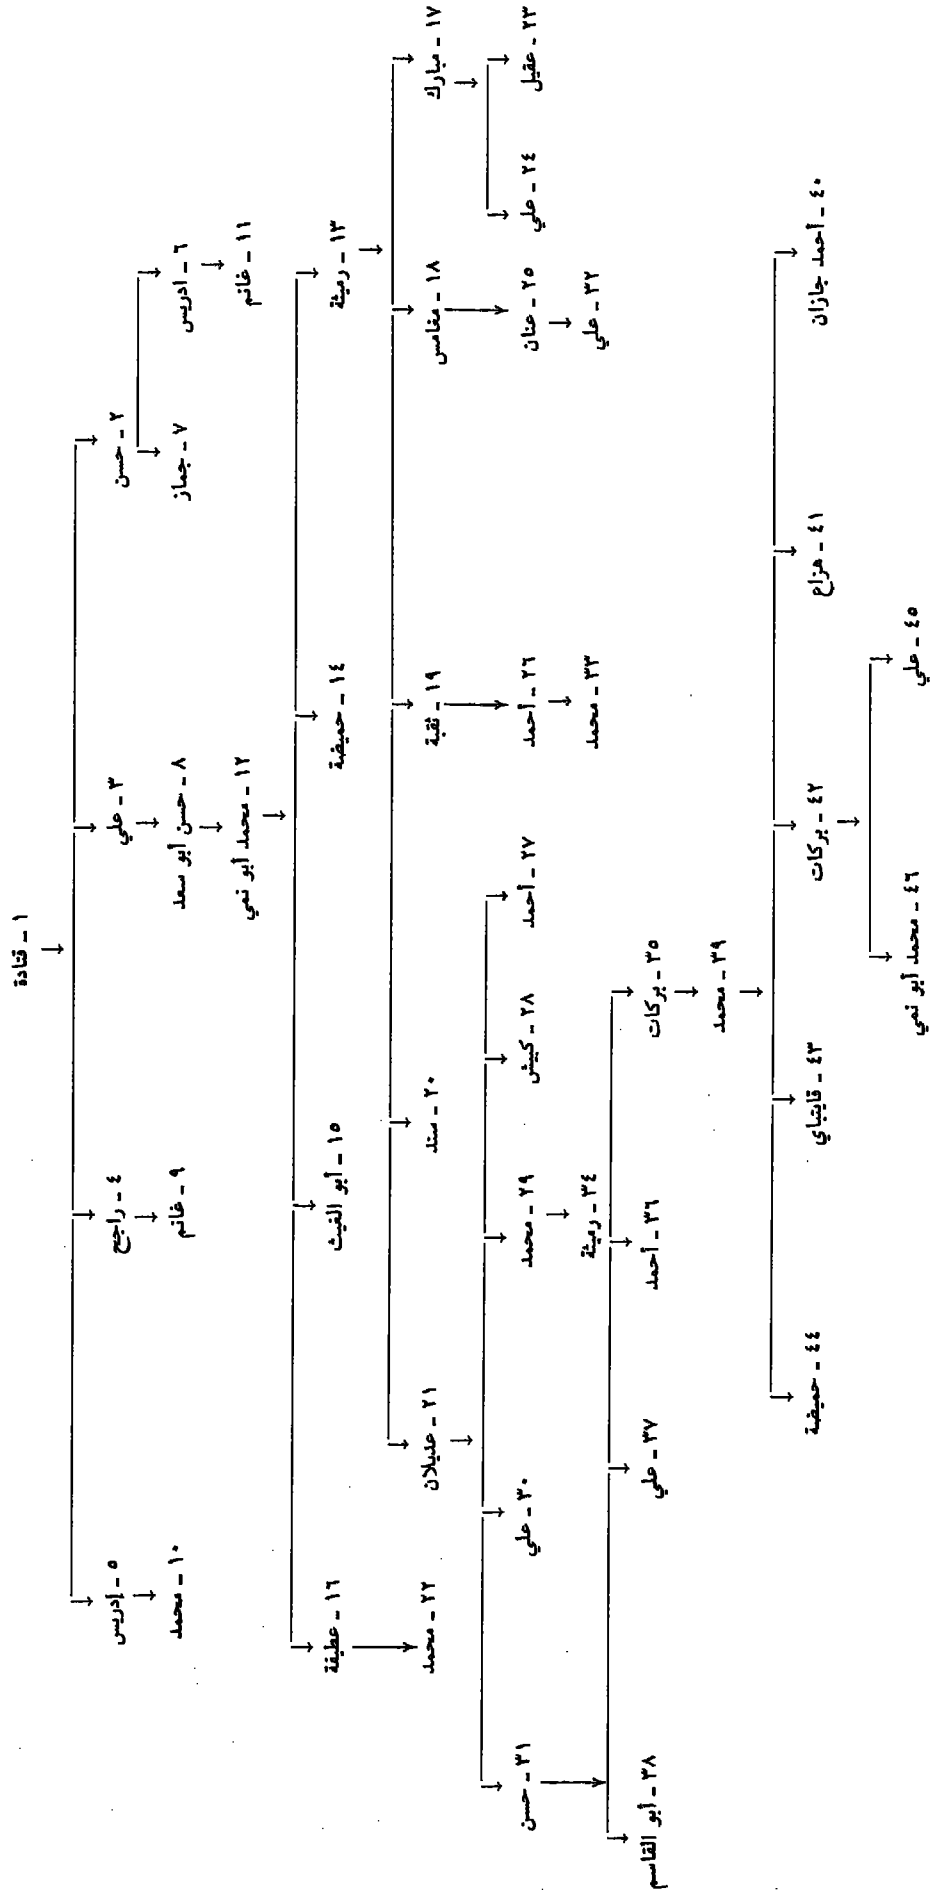 ١ - قتادة
٢ - حسن
٣ - علي
٤ - راجح
٥ - إدريس
٦ - ادريس
٧ - جماز
٨ - حسن أبو سعد
٩ - غانم
١٠ - محمد
١١ - غانم
١٢ - محمد أبو نمي
١٣ - رميثة
١٤ - حميضة
١٥ - أبو الغيث
١٦ - عطيفة
١٧ - مبارك
١٨ - مغامس
١٩ - ثقبة
٢٠ - سند
٢١ - عجلان
٢٢ - محمد
٢٣ - عقيل
٢٤ - علي
٢٥ - عنان
٢٦ - أحمد
٢٧ - أحمد
٢٨ - كبيش
٢٩ - محمد
٣٠ - علي
٣١ - حسن
٣٢ - علي
٣٣ - محمد
٣٤ - رميثة
٣٥ - بركات
٣٦ - أحمد
٣٧ - علي
٣٨ - أبو القاسم
٣٩ - محمد
٤٠ - أحمد جازان
٤١ - هزاع
٤٢ - بركات
٤٣ - قايتباي
٤٤ - حميضة
٤٥ - علي
٤٦ - محمد أبو نمي